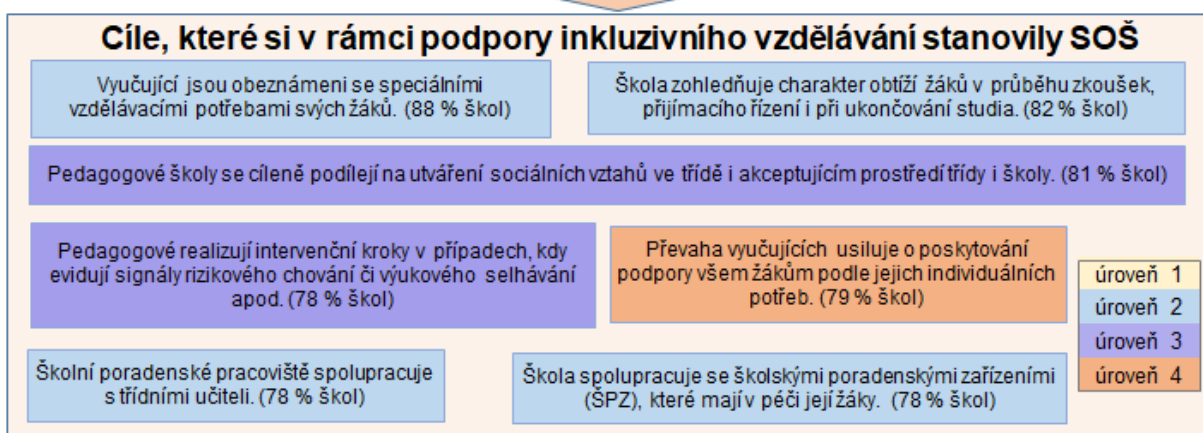 Cíle, které si v rámci podpory inkluzivního vzdělávání stanovily SOŠ
Vyučující jsou obeznámeni se speciálními
vzdělávacími potřebami svých žáků. (88 % škol)
Škola zohledňuje charakter obtíží žáků v průběhu zkoušek,
přijímacího řízení i při ukončování studia. (82 % škol)
Pedagogové školy se cíleně podílejí na utváření sociálních vztahů ve třídě i akceptujícím prostředí třídy i školy. (81 % škol)
Pedagogové realizují intervenční kroky v případech, kdy
evidují signály rizikového chování či výukového selhávání
apod. (78 % škol)
Převaha vyučujících usiluje o poskytování
podpory všem žákům podle jejich individuálních
potřeb. (79 % škol)
úroveň 1
úroveň 2
úroveň 3
úroveň 4
Školní poradenské pracoviště spolupracuje
s třídními učiteli. (78 % škol)
Škola spolupracuje se školskými poradenskými zařízeními
(ŠPZ), které mají v péči její žáky. (78 % škol)